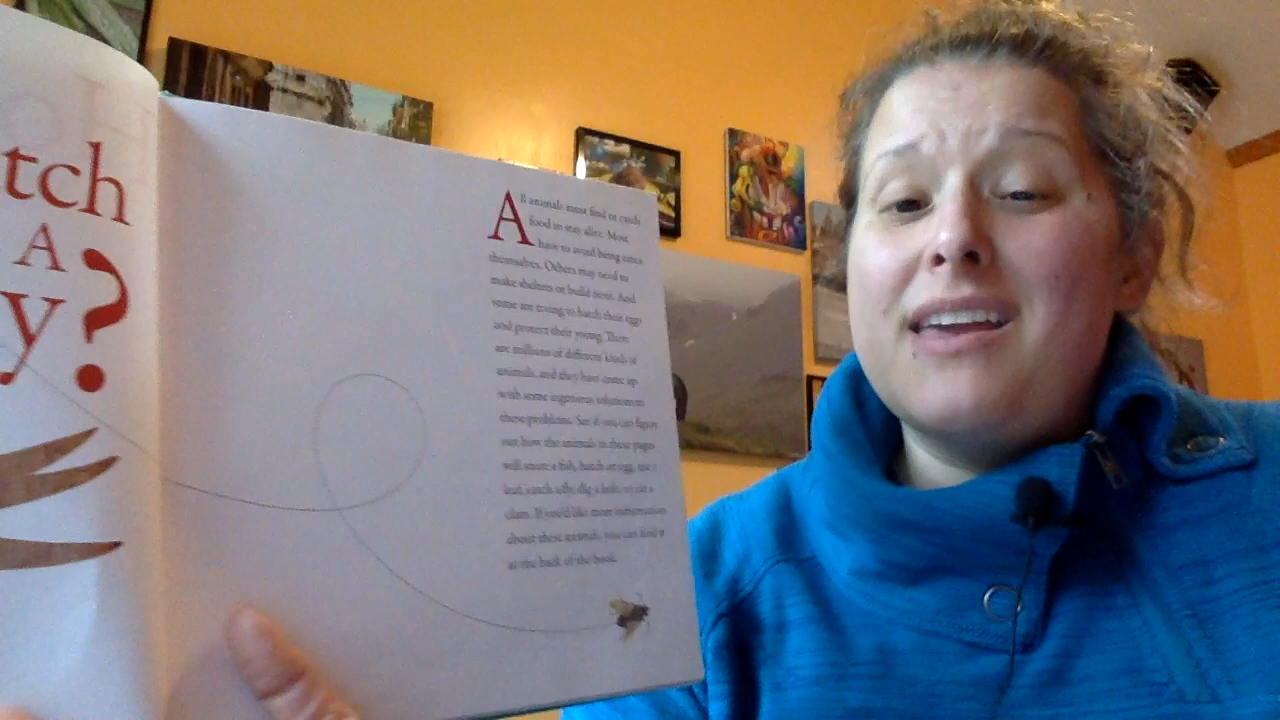 tch
A
y?
All animals must find or catch
food to stay alive. Most
have to avoid being eaten
themselves. Others may need to
make shelters or build nests. And
some are trying to hatch their eggs
and protect their young. There
are millions of different kinds of
animals, and they have come up
with some ingenious solutions to
these problems. See if you can figure
out how the animals in these pages
will snare a fish, hatch an egg, use a
leaf, catch a fly, dig a hole, or eat a
clam. If you'd like more information
about these animals, you can find it
at the back of the book.